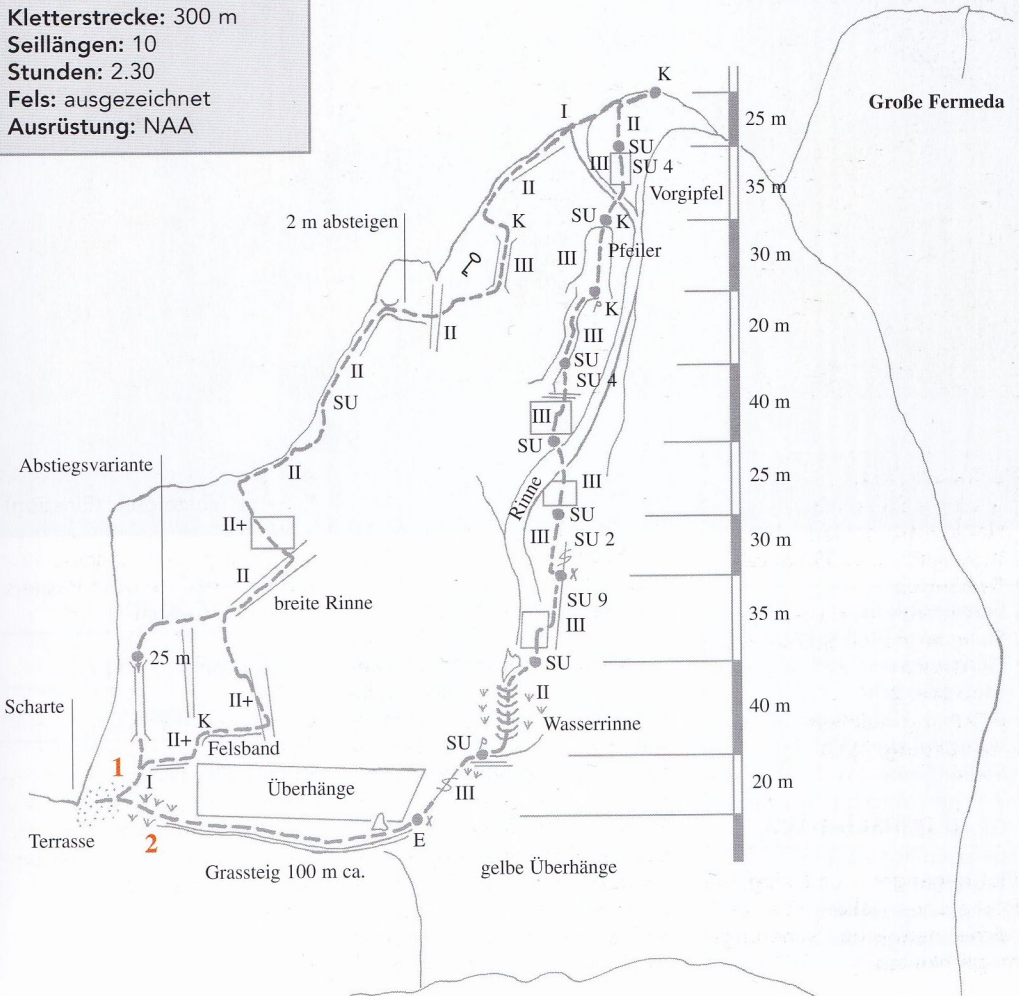 Kletterstrecke: 300 m
Seillängen: 10
Stunden: 2.30
Fels: ausgezeichnet
Ausrüstung: NAA
Große Fermeda
K
I
II
SU
25 m
III
SU 4
35 m
Vorgipfel
II
2 m absteigen
K
SU
K
III
Pfeiler
III
30 m
K
II
III
20 m
II
SU
SU 4
SU
III
40 m
SU
Abstiegsvariante
II
III
25 m
Rinne
SU
II+
III
SU 2
30 m
II
SU 9
breite Rinne
III
35 m
25 m
SU
II+
II
Scharte
K
40 m
II+
Wasserrinne
Felsband
SU
1
I
Überhänge
III
20 m
Terrasse
2
E
Grassteig 100 m ca.
gelbe Überhänge